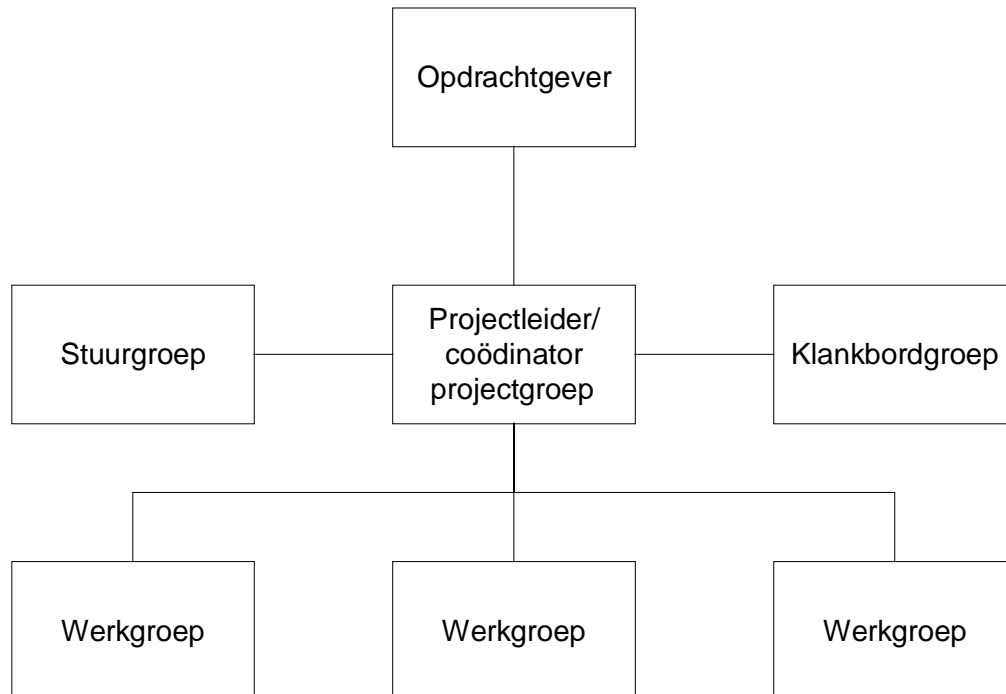 Opdrachtgever
Stuurgroep
Projectleider/
coödinator
projectgroep
Klankbordgroep
Werkgroep
Werkgroep
Werkgroep